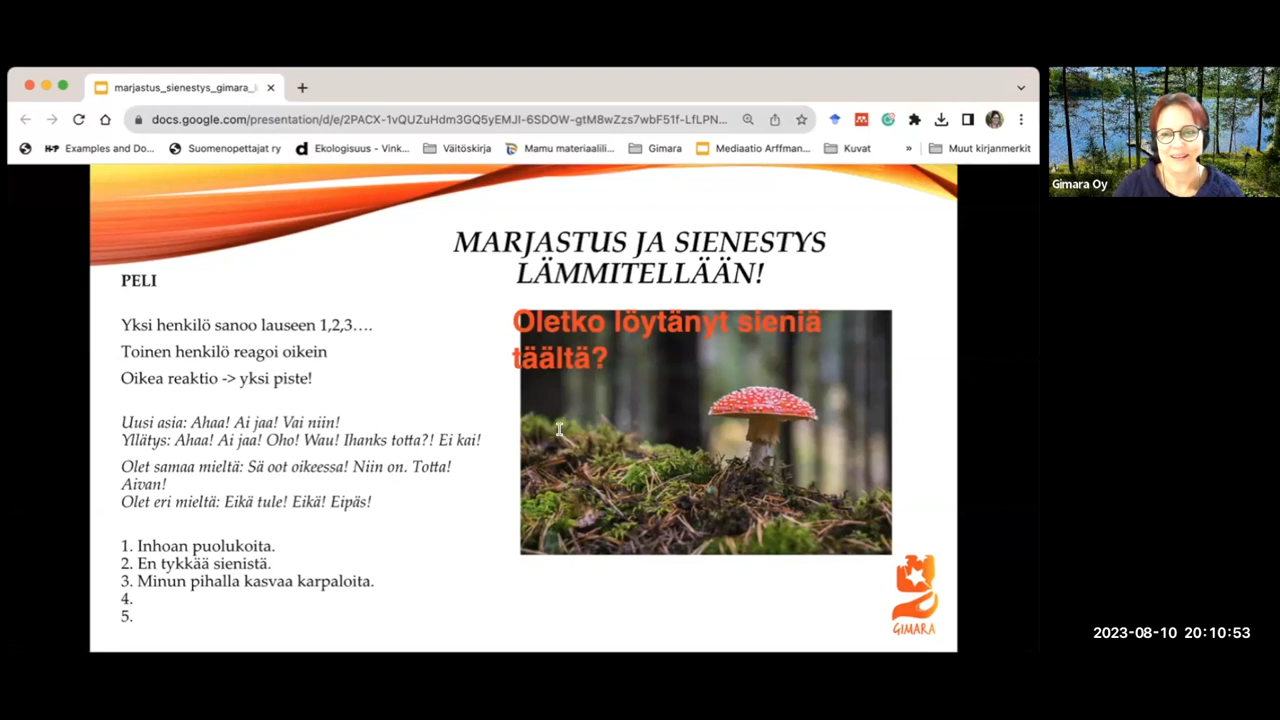 marjastus_sienestys_gimara_
docs.google.com/presentation/d/e/2PACX-1vQUZuHdm3GQ5yEMJI-6SDOW-gtM8wZzs7wbF51f-LfLPN...
Examples and Do...
Suomenopettajat ry
Ekologisuus - Vink...
Väitöskirja
Mamu materiaalil...
Gimara
Mediaatio Arffman...
Kuvat
»
Muut kirjanmerkit
Gimara Oy
MARJASTUS JA SIENESTYS
LÄMMITELLÄÄN!
PELI
Yksi henkilö sanoo lauseen 1,2,3….
Toinen henkilö reagoi oikein
Oikea reaktio -> yksi piste!
Uusi asia: Ahaa! Ai jaa! Vai niin!
Yllätys: Ahaa! Ai jaa! Oho! Wau! Ihanks totta?! Ei kai!
Olet samaa mieltä: Sä oot oikeessa! Niin on. Totta!
Aivan!
Olet eri mieltä: Eikä tule! Eikä! Eipäs!
1. Inhoan puolukoita.
2. En tykkää sienistä.
3. Minun pihalla kasvaa karpaloita.
4.
5.
Oletko löytänyt sieniä
täältä?
GIMARA
2023-08-10 20:10:53